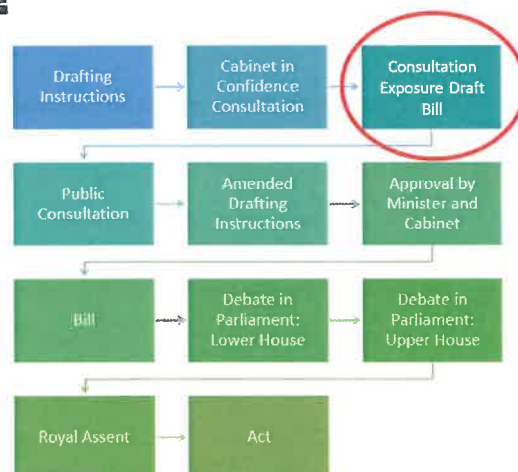 Drafting
Instructions
Cabinet in
Confidence
Consultation
Consultation
Exposure Draft
Bill
Public
Consultation
Amended
Drafting
Instructions
Approval by
Minister and
Cabinet
Bill
Debate in
Parliament:
Lower House
Debate in
Parliament:
Upper House
Royal Assent
Act